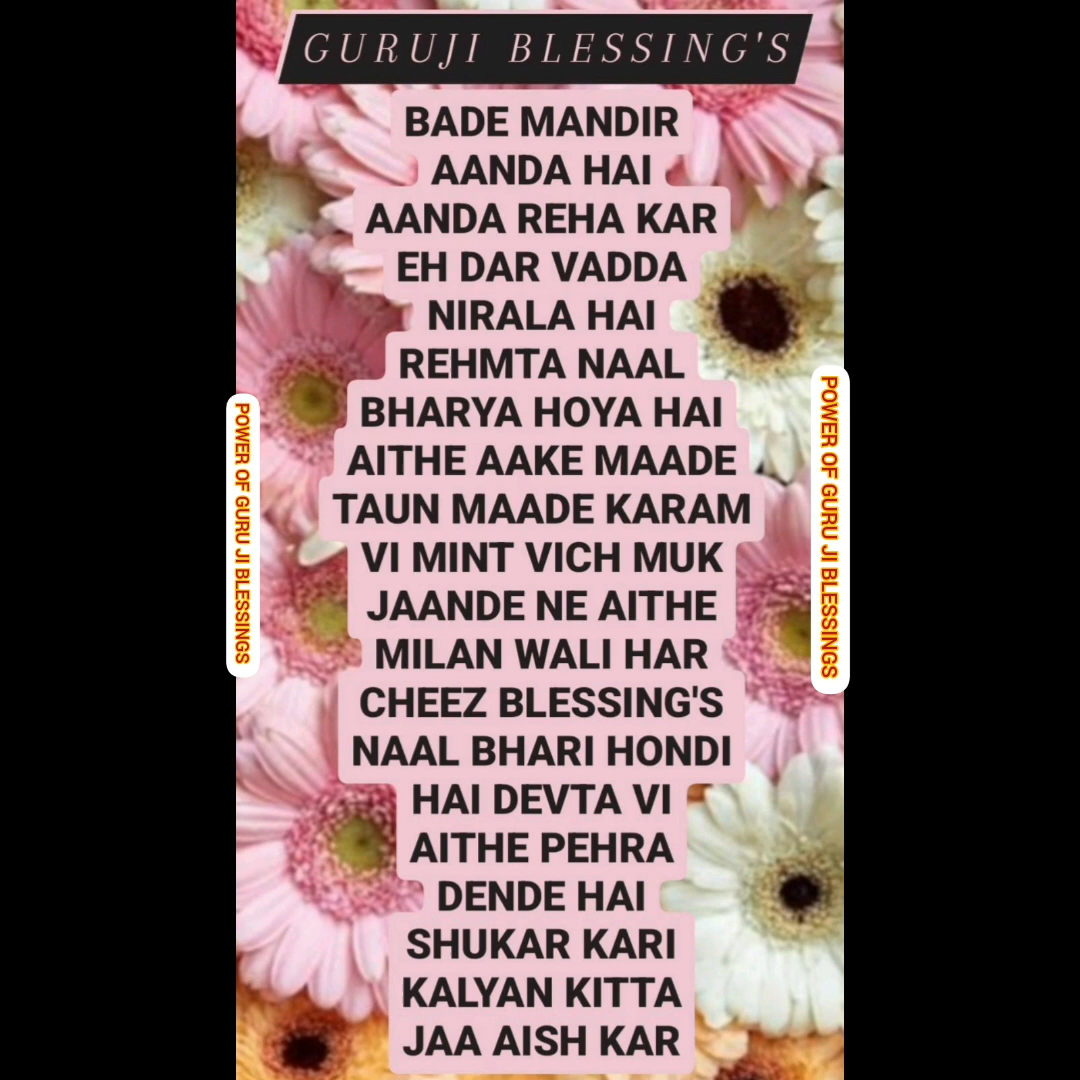 GURUJI BLESSING'S
BADE MANDIR
AANDA HAI
AANDA REHA KAR
EH DAR VADDA
NIRALA HAI
REHMTA NAAL
BHARYA HOYA HAI
AITHE AAKE MAADE
TAUN MAADE KARAM
VI MINT VICH MUK
JAANDE NE AITHE
MILAN WALI HAR
CHEEZ BLESSING'S
NAAL BHARI HONDI
HAI DEVTA VI
AITHE PEHRA
DENDE HAI
SHUKAR KARI
KALYAN KITTA
JAA AISH KAR
POWER OF GURU JI BLESSINGS
POWER OF GURU JI BLESSINGS